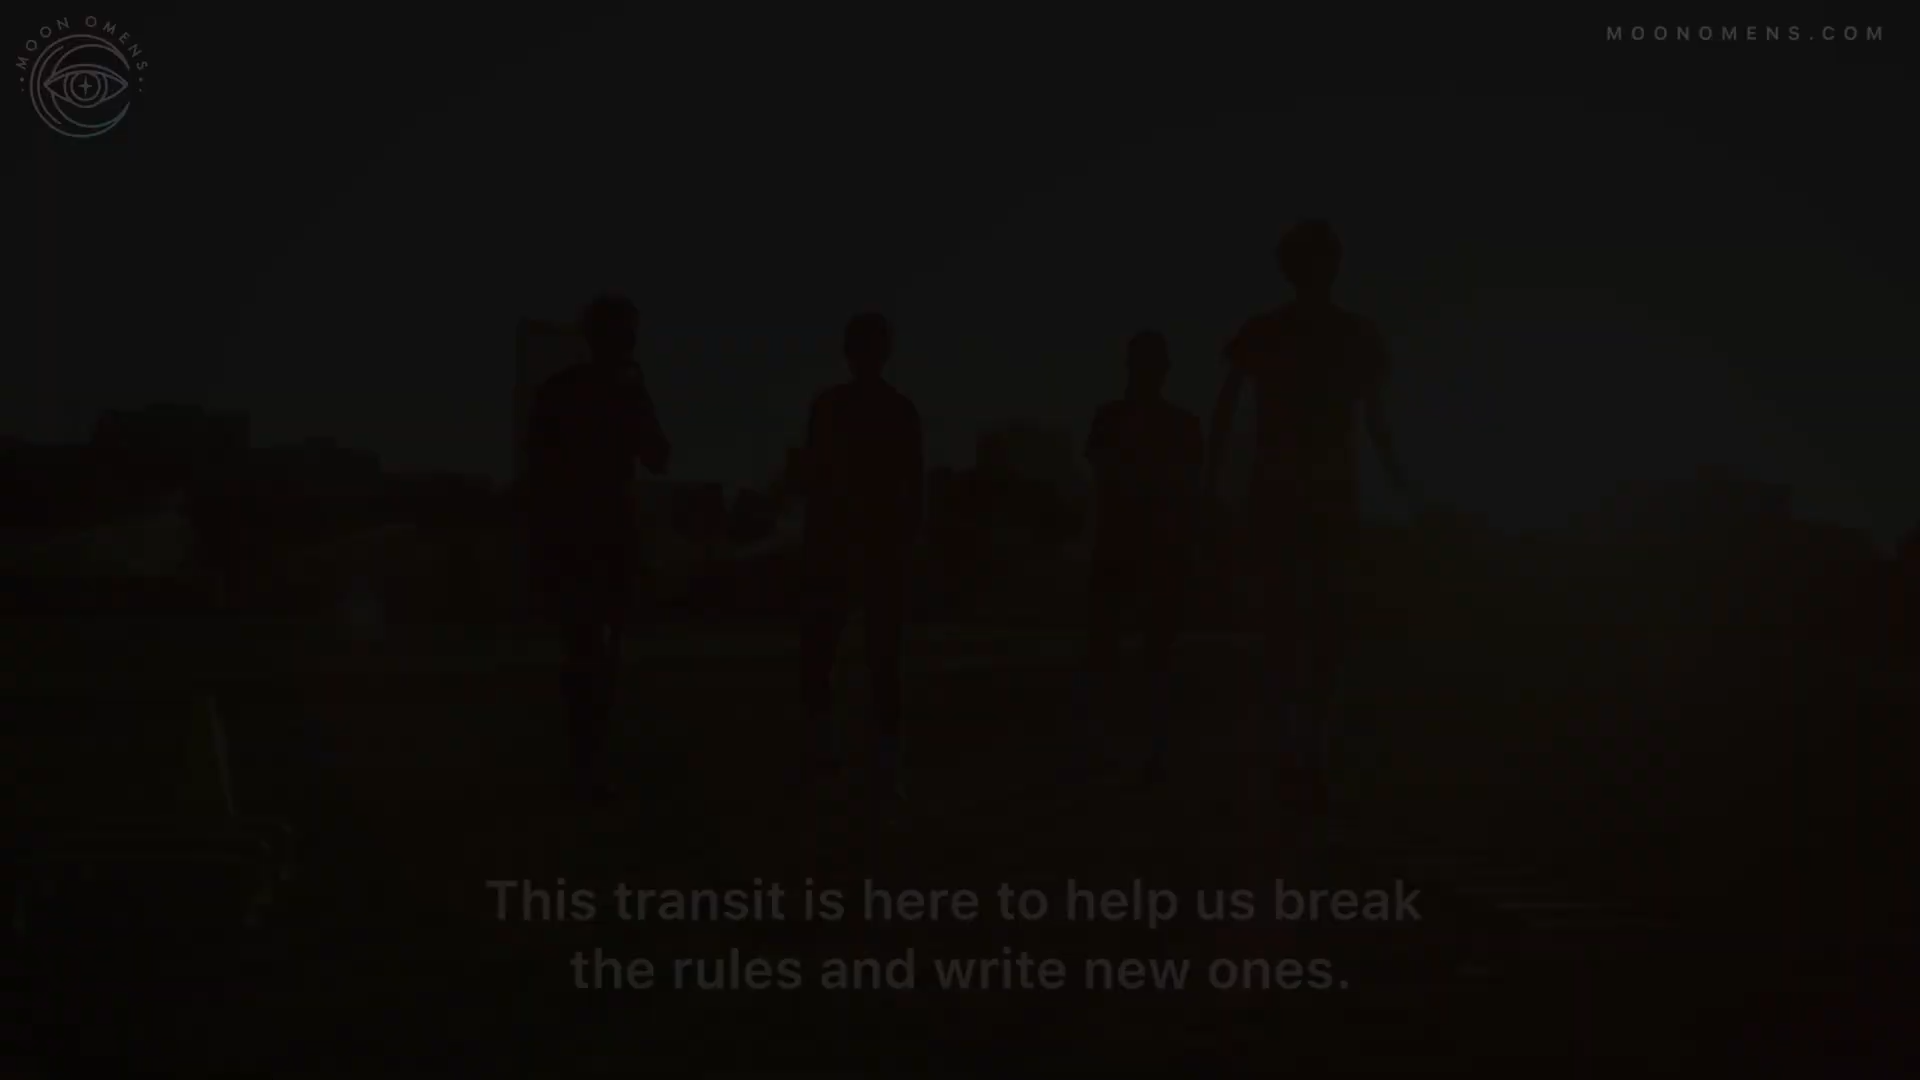 MOON OMENS
MOONOMENS.COM
This transit is here to help us break
the rules and write new ones.